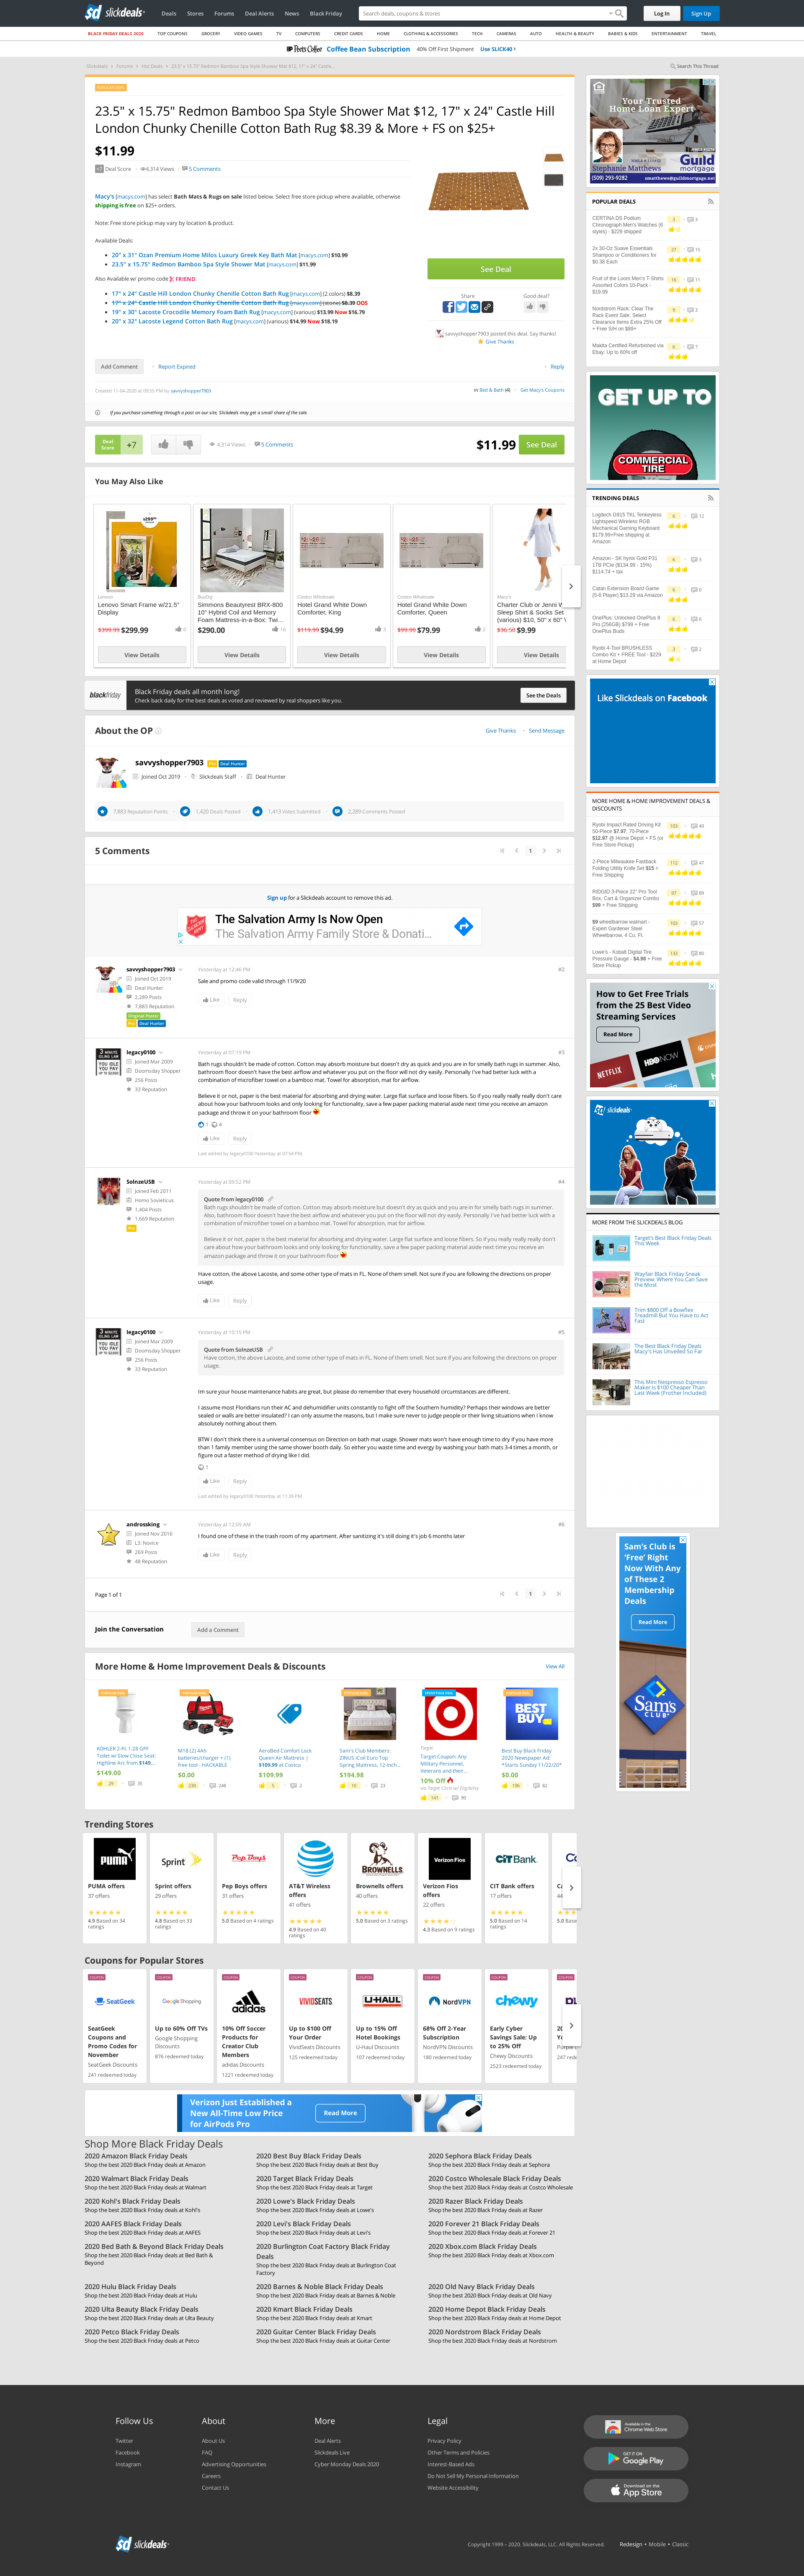 slickdeals
Deals Stores Forums Deal Alerts News Black Friday
Search deals, coupons & stores
Log In Sign Up
BLACK FRIDAY DEALS 2020 TOP COUPONS GROCERY VIDEO GAMES TV COMPUTERS CREDIT CARDS HOME CLOTHING & ACCESSORIES TECH CAMERAS AUTO HEALTH & BEAUTY BABIES & KIDS ENTERTAINMENT TRAVEL
Peet's Coffee Coffee Bean Subscription 40% Off First Shipment Use SLICK40
Slickdeals Forums Hot Deals 23.5" x 15.75" Redmon Bamboo Spa Style Shower Mat $12, 17" x 24" Castle...
Search This Thread
23.5" x 15.75" Redmon Bamboo Spa Style Shower Mat $12, 17" x 24" Castle Hill
London Chunky Chenille Cotton Bath Rug $8.39 & More + FS on $25+
$11.99
+7 Deal Score 4,314 Views 5 Comments
Macy's [macys.com] has select Bath Mats & Rugs on sale listed below. Select free store pickup where available, otherwise
shipping is free on $25+ orders.
Note: Free store pickup may vary by location & product.
Available Deals:
20" x 31" Ozan Premium Home Milos Luxury Greek Key Bath Mat [macys.com] $10.99
23.5" x 15.75" Redmon Bamboo Spa Style Shower Mat [macys.com] $11.99
Also Available w/ promo code FRIEND:
17" x 24" Castle Hill London Chunky Chenille Cotton Bath Rug [macys.com] (2 colors) $8.39
17" x 24" Castle Hill London Chunky Chenille Cotton Bath Rug [macys.com] (stone) $8.39 OOS
19" x 30" Lacoste Crocodile Memory Foam Bath Rug [macys.com] (various) $13.99 Now $16.79
20" x 32" Lacoste Legend Cotton Bath Rug [macys.com] (various) $14.99 Now $18.19
See Deal
Share Good deal?
savvyshopper7903 posted this deal. Say thanks!
Give Thanks
Add Comment Report Expired Reply
Created 11-04-2020 at 09:35 PM by savvyshopper7903
in Bed & Bath (4) Get Macy's Coupons
If you purchase something through a post on our site, Slickdeals may get a small share of the sale.
Deal Score +7 4,314 Views 5 Comments $11.99 See Deal
You May Also Like
Lenovo
Lenovo Smart Frame w/21.5" Display
$399.99 $299.99 0
View Details
BuyDig
Simmons Beautyrest BRX-800 10" Hybrid Coil and Memory Foam Mattress-in-a-Box: Twi...
$290.00 16
View Details
Costco Wholesale
Hotel Grand White Down Comforter, King
$119.99 $94.99 3
View Details
Costco Wholesale
Hotel Grand White Down Comforter, Queen
$99.99 $79.99 2
View Details
Macy's
Charter Club or Jenni
Sleep Shirt & Socks Set
(various) $10, 50" x 60"
$36.50 $9.99
View Details
blackfriday
Black Friday deals all month long!
Check back daily for the best deals as voted and reviewed by real shoppers like you.
See the Deals
About the OP
Give Thanks Send Message
savvyshopper7903 Pro Deal Hunter
Joined Oct 2019 Slickdeals Staff Deal Hunter
7,883 Reputation Points 1,420 Deals Posted 1,413 Votes Submitted 2,289 Comments Posted
5 Comments
1
Sign up for a Slickdeals account to remove this ad.
The Salvation Army Is Now Open
The Salvation Army Family Store & Donati...
savvyshopper7903
Joined Oct 2019
Deal Hunter
2,289 Posts
7,883 Reputation
Original Poster
Pro Deal Hunter
Yesterday at 12:46 PM #2
Sale and promo code valid through 11/9/20
Like Reply
legacy0100
Joined Mar 2009
Doomsday Shopper
256 Posts
33 Reputation
Yesterday at 07:19 PM #3
Bath rugs shouldn't be made of cotton. Cotton may absorb moisture but doesn't dry as quick and you are in for smelly bath rugs in summer. Also,
bathroom floor doesn't have the best airflow and whatever you put on the floor will not dry easily. Personally I've had better luck with a
combination of microfiber towel on a bamboo mat. Towel for absorption, mat for airflow.
Believe it or not, paper is the best material for absorbing and drying water. Large flat surface and loose fibers. So if you really really really don't care
about how your bathroom looks and only looking for functionality, save a few paper packing material aside next time you receive an amazon
package and throw it on your bathroom floor
1 4
Like Reply
Last edited by legacy0100 Yesterday at 07:54 PM.
SolnzeUSB
Joined Feb 2011
Homo Sovieticus
1,404 Posts
1,669 Reputation
Pro
Yesterday at 09:52 PM #4
Quote from legacy0100
Bath rugs shouldn't be made of cotton. Cotton may absorb moisture but doesn't dry as quick and you are in for smelly bath rugs in summer.
Also, bathroom floor doesn't have the best airflow and whatever you put on the floor will not dry easily. Personally I've had better luck with a
combination of microfiber towel on a bamboo mat. Towel for absorption, mat for airflow.
Believe it or not, paper is the best material for absorbing and drying water. Large flat surface and loose fibers. So if you really really really don't
care about how your bathroom looks and only looking for functionality, save a few paper packing material aside next time you receive an
amazon package and throw it on your bathroom floor
Have cotton, the above Lacoste, and some other type of mats in FL. None of them smell. Not sure if you are following the directions on proper
usage.
Like Reply
legacy0100
Joined Mar 2009
Doomsday Shopper
256 Posts
33 Reputation
Yesterday at 10:15 PM #5
Quote from SolnzeUSB
Have cotton, the above Lacoste, and some other type of mats in FL. None of them smell. Not sure if you are following the directions on proper
usage.
Im sure your house maintenance habits are great, but please do remember that every household circumstances are different.
I assume most Floridians run their AC and dehumidifier units constantly to fight off the Southern humidity? Perhaps their windows are better
sealed or walls are better insulated? I can only assume the reasons, but I make sure never to judge people or their living situations when I know
absolutely nothing much about them.
BTW I don't think there is a universal consensus on Direction on bath mat usage. Shower mats won't have enough time to dry if you have more
than 1 family member using the same shower booth daily. So either you waste time and energy by washing your bath mats 3-4 times a month, or
figure out a faster method of drying like I did.
1
Like Reply
Last edited by legacy0100 Yesterday at 11:39 PM.
androssking
Joined Nov 2016
L3: Novice
269 Posts
48 Reputation
Yesterday at 12:09 AM #6
I found one of these in the trash room of my apartment. After sanitizing it's still doing it's job 6 months later
Like Reply
Page 1 of 1 1
Join the Conversation Add a Comment
More Home & Home Improvement Deals & Discounts View All
KOHLER 2-Pc 1.28 GPF Toilet w/ Slow Close Seat: Highline Arc from $149,...
$149.00
29 35
M18 (2) 4Ah batteries/charger + (1) free tool - HACKABLE
$0.00
230 248
AeroBed Comfort Lock Queen Air Mattress | $109.99 at Costco
$109.99
5 2
Sam's Club Members: ZINUS iCoil Euro Top Spring Mattress, 12-Inch...
$194.98
19 23
Target
Target Coupon: Any Military Personnel, Veterans and their...
10% Off
via Target Circle w/ Eligibility
141 90
Best Buy Black Friday 2020 Newspaper Ad: *Starts Sunday 11/22/20*
$0.00
196 82
Trending Stores
PUMA offers
37 offers
4.9 Based on 34 ratings
Sprint offers
29 offers
4.8 Based on 33 ratings
Pep Boys offers
31 offers
5.0 Based on 4 ratings
AT&T Wireless offers
41 offers
4.9 Based on 40 ratings
Brownells offers
40 offers
5.0 Based on 3 ratings
Verizon Fios offers
22 offers
4.3 Based on 9 ratings
CIT Bank offers
17 offers
5.0 Based on 14 ratings
Coupons for Popular Stores
SeatGeek Coupons and Promo Codes for November
SeatGeek Discounts
241 redeemed today
Up to 60% Off TVs
Google Shopping Discounts
876 redeemed today
10% Off Soccer Products for Creator Club Members
adidas Discounts
1221 redeemed today
Up to $100 Off Your Order
VividSeats Discounts
125 redeemed today
Up to 15% Off Hotel Bookings
U-Haul Discounts
107 redeemed today
68% Off 2-Year Subscription
NordVPN Discounts
180 redeemed today
Early Cyber Savings Sale: Up to 25% Off
Chewy Discounts
2523 redeemed today
Verizon Just Established a New All-Time Low Price for AirPods Pro
Read More
Shop More Black Friday Deals
2020 Amazon Black Friday Deals
Shop the best 2020 Black Friday deals at Amazon
2020 Best Buy Black Friday Deals
Shop the best 2020 Black Friday deals at Best Buy
2020 Sephora Black Friday Deals
Shop the best 2020 Black Friday deals at Sephora
2020 Walmart Black Friday Deals
Shop the best 2020 Black Friday deals at Walmart
2020 Target Black Friday Deals
Shop the best 2020 Black Friday deals at Target
2020 Costco Wholesale Black Friday Deals
Shop the best 2020 Black Friday deals at Costco Wholesale
2020 Kohl's Black Friday Deals
Shop the best 2020 Black Friday deals at Kohl's
2020 Lowe's Black Friday Deals
Shop the best 2020 Black Friday deals at Lowe's
2020 Razer Black Friday Deals
Shop the best 2020 Black Friday deals at Razer
2020 AAFES Black Friday Deals
Shop the best 2020 Black Friday deals at AAFES
2020 Levi's Black Friday Deals
Shop the best 2020 Black Friday deals at Levi's
2020 Forever 21 Black Friday Deals
Shop the best 2020 Black Friday deals at Forever 21
2020 Bed Bath & Beyond Black Friday Deals
Shop the best 2020 Black Friday deals at Bed Bath & Beyond
2020 Burlington Coat Factory Black Friday Deals
Shop the best 2020 Black Friday deals at Burlington Coat Factory
2020 Xbox.com Black Friday Deals
Shop the best 2020 Black Friday deals at Xbox.com
2020 Hulu Black Friday Deals
Shop the best 2020 Black Friday deals at Hulu
2020 Barnes & Noble Black Friday Deals
Shop the best 2020 Black Friday deals at Barnes & Noble
2020 Old Navy Black Friday Deals
Shop the best 2020 Black Friday deals at Old Navy
2020 Ulta Beauty Black Friday Deals
Shop the best 2020 Black Friday deals at Ulta Beauty
2020 Kmart Black Friday Deals
Shop the best 2020 Black Friday deals at Kmart
2020 Home Depot Black Friday Deals
Shop the best 2020 Black Friday deals at Home Depot
2020 Petco Black Friday Deals
Shop the best 2020 Black Friday deals at Petco
2020 Guitar Center Black Friday Deals
Shop the best 2020 Black Friday deals at Guitar Center
2020 Nordstrom Black Friday Deals
Shop the best 2020 Black Friday deals at Nordstrom
Your Trusted
Home Loan Expert
Stephanie Matthews
(509) 293-9282
Guild mortgage
smatthews@guildmortgage.net
POPULAR DEALS
CERTINA DS Podium Chronograph Men's Watches (6 styles) - $229 shipped 3 3
2x 30-Oz Suave Essentials Shampoo or Conditioners for $0.38 Each 27 15
Fruit of the Loom Men's T-Shirts Assorted Colors 10-Pack - $19.99 16 11
Nordstrom Rack: Clear The Rack Event Sale: Select Clearance Items Extra 25% Off + Free S/H on $89+ 9 3
Makita Certified Refurbished via Ebay: Up to 60% off 6 7
GET UP TO
COMMERCIAL TIRE
TRENDING DEALS
Logitech G915 TKL Tenkeyless Lightspeed Wireless RGB Mechanical Gaming Keyboard $179.99+Free shipping at Amazon 6 12
Amazon - SK hynix Gold P31 1TB PCIe ($134.99 - 15%) $114.74 + tax 6 3
Catan Extension Board Game (5-6 Player) $13.29 via Amazon 6 0
OnePlus: Unlocked OnePlus 8 Pro (256GB) $799 + Free OnePlus Buds 6 6
Ryobi 4-Tool BRUSHLESS Combo Kit + FREE Tool - $229 at Home Depot 3 2
Like Slickdeals on Facebook
MORE HOME & HOME IMPROVEMENT DEALS & DISCOUNTS
Ryobi Impact Rated Driving Kit 50-Piece $7.97, 70-Piece $12.97 @ Home Depot + FS (or Free Store Pickup) 103 49
2-Piece Milwaukee Fastback Folding Utility Knife Set $15 + Free Shipping 112 47
RIDGID 3-Piece 22" Pro Tool Box, Cart & Organizer Combo $99 + Free Shipping 97 89
$9 wheelbarrow walmart - Expert Gardener Steel Wheelbarrow, 4 Cu. Ft. 103 57
Lowe's - Kobalt Digital Tire Pressure Gauge - $4.98 + Free Store Pickup 133 80
How to Get Free Trials from the 25 Best Video Streaming Services
Read More
NETFLIX HBO NOW
slickdeals
MORE FROM THE SLICKDEALS BLOG
Target's Best Black Friday Deals This Week
Wayfair Black Friday Sneak Preview: Where You Can Save the Most
Trim $800 Off a Bowflex Treadmill But You Have to Act Fast
The Best Black Friday Deals Macy's Has Unveiled So Far
This Mini Nespresso Espresso Maker Is $100 Cheaper Than Last Week (Frother Included)
Sam's Club is 'Free' Right Now With Any of These 2 Membership Deals
Read More
Sam's CLUB
Follow Us About More Legal
Twitter
Facebook
Instagram
About Us
FAQ
Advertising Opportunities
Careers
Contact Us
Deal Alerts
Slickdeals Live
Cyber Monday Deals 2020
Privacy Policy
Other Terms and Policies
Interest-Based Ads
Do Not Sell My Personal Information
Website Accessibility
Available in the Chrome Web Store
GET IT ON Google Play
Download on the App Store
slickdeals
Copyright 1999 - 2020. Slickdeals, LLC. All Rights Reserved. Redesign • Mobile • Classic